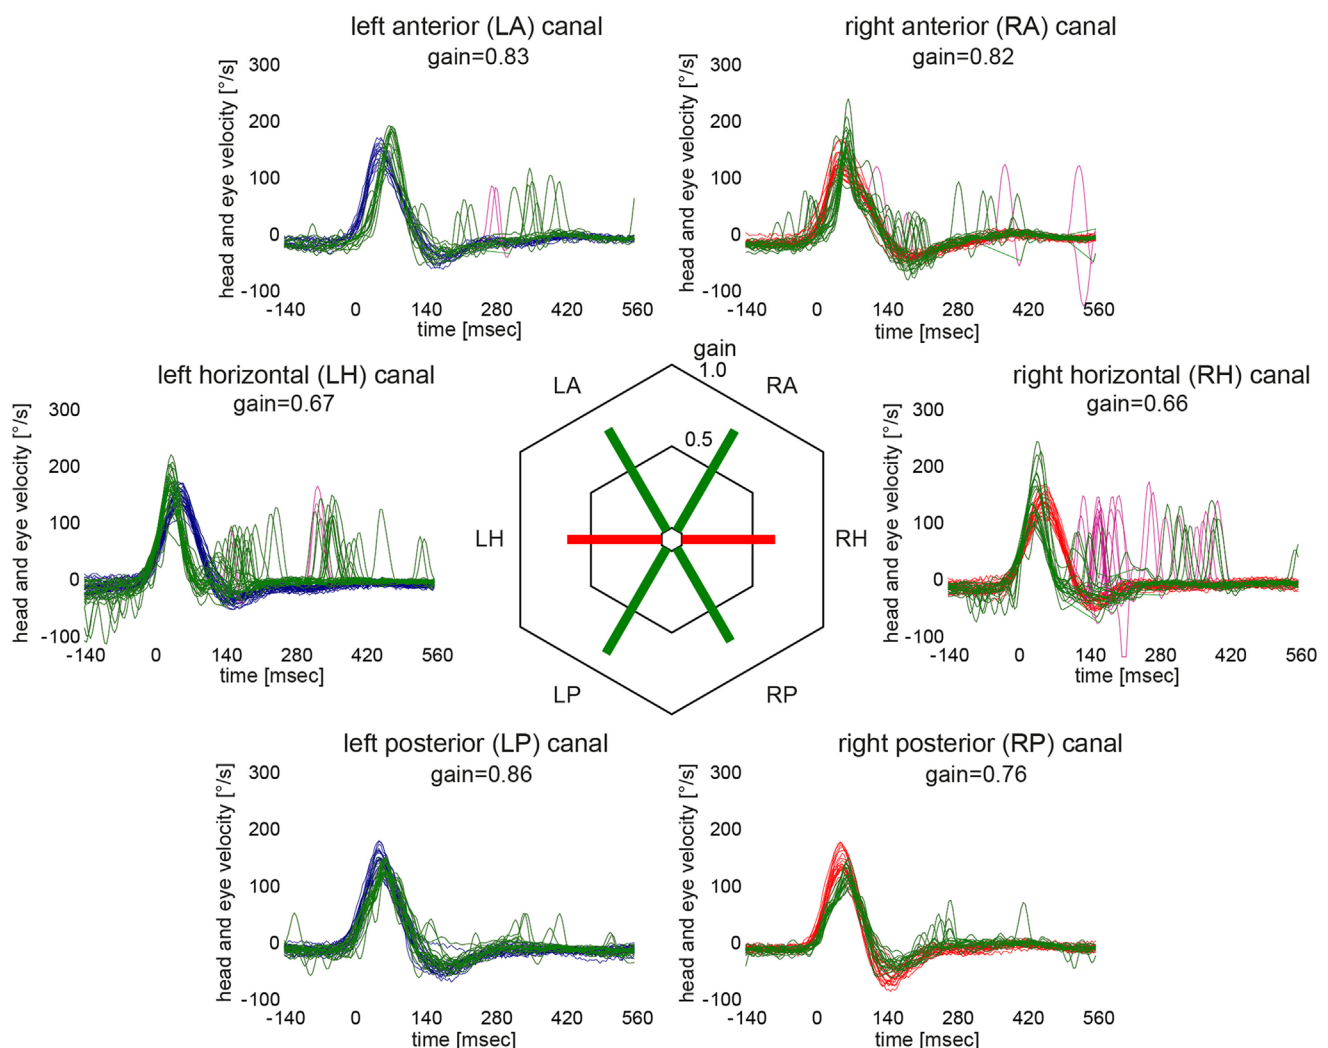 left anterior (LA) canal
gain=0.83
head and eye velocity [°/s]
300
200
100
0
-100
-140 0 140 280 420 560
time [msec]
right anterior (RA) canal
gain=0.82
head and eye velocity [°/s]
300
200
100
0
-100
-140 0 140 280 420 560
time [msec]
left horizontal (LH) canal
gain=0.67
head and eye velocity [°/s]
300
200
100
0
-100
-140 0 140 280 420 560
time [msec]
gain
1.0
0.5
LA
RA
LH
RH
LP
RP
right horizontal (RH) canal
gain=0.66
head and eye velocity [°/s]
300
200
100
0
-100
-140 0 140 280 420 560
time [msec]
left posterior (LP) canal
gain=0.86
head and eye velocity [°/s]
300
200
100
0
-100
-140 0 140 280 420 560
time [msec]
right posterior (RP) canal
gain=0.76
head and eye velocity [°/s]
300
200
100
0
-100
-140 0 140 280 420 560
time [msec]